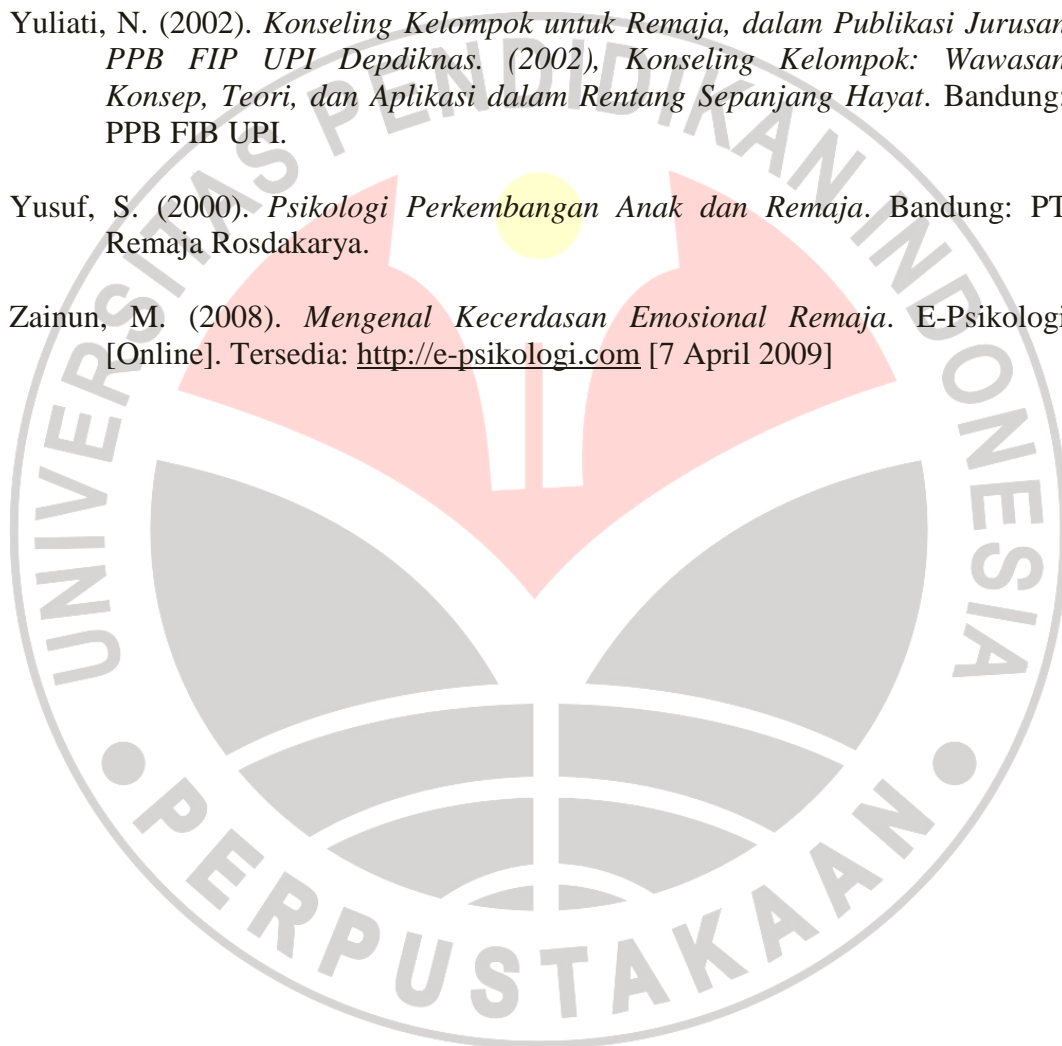 Yuliati, N. (2002). Konseling Kelompok untuk Remaja, dalam Publikasi Jurusan
PPB FIP UPI Depdiknas. (2002), Konseling Kelompok: Wawasan
Konsep, Teori, dan Aplikasi dalam Rentang Sepanjang Hayat. Bandung:
PPB FIB UPI.
Yusuf, S. (2000). Psikologi Perkembangan Anak dan Remaja. Bandung: PT
Remaja Rosdakarya.
Zainun, M. (2008). Mengenal Kecerdasan Emosional Remaja. E-Psikologi
[Online]. Tersedia: http://e-psikologi.com [7 April 2009]
UNIVERSITAS PENDIDIKAN INDONESIA
PERPUSTAKAAN